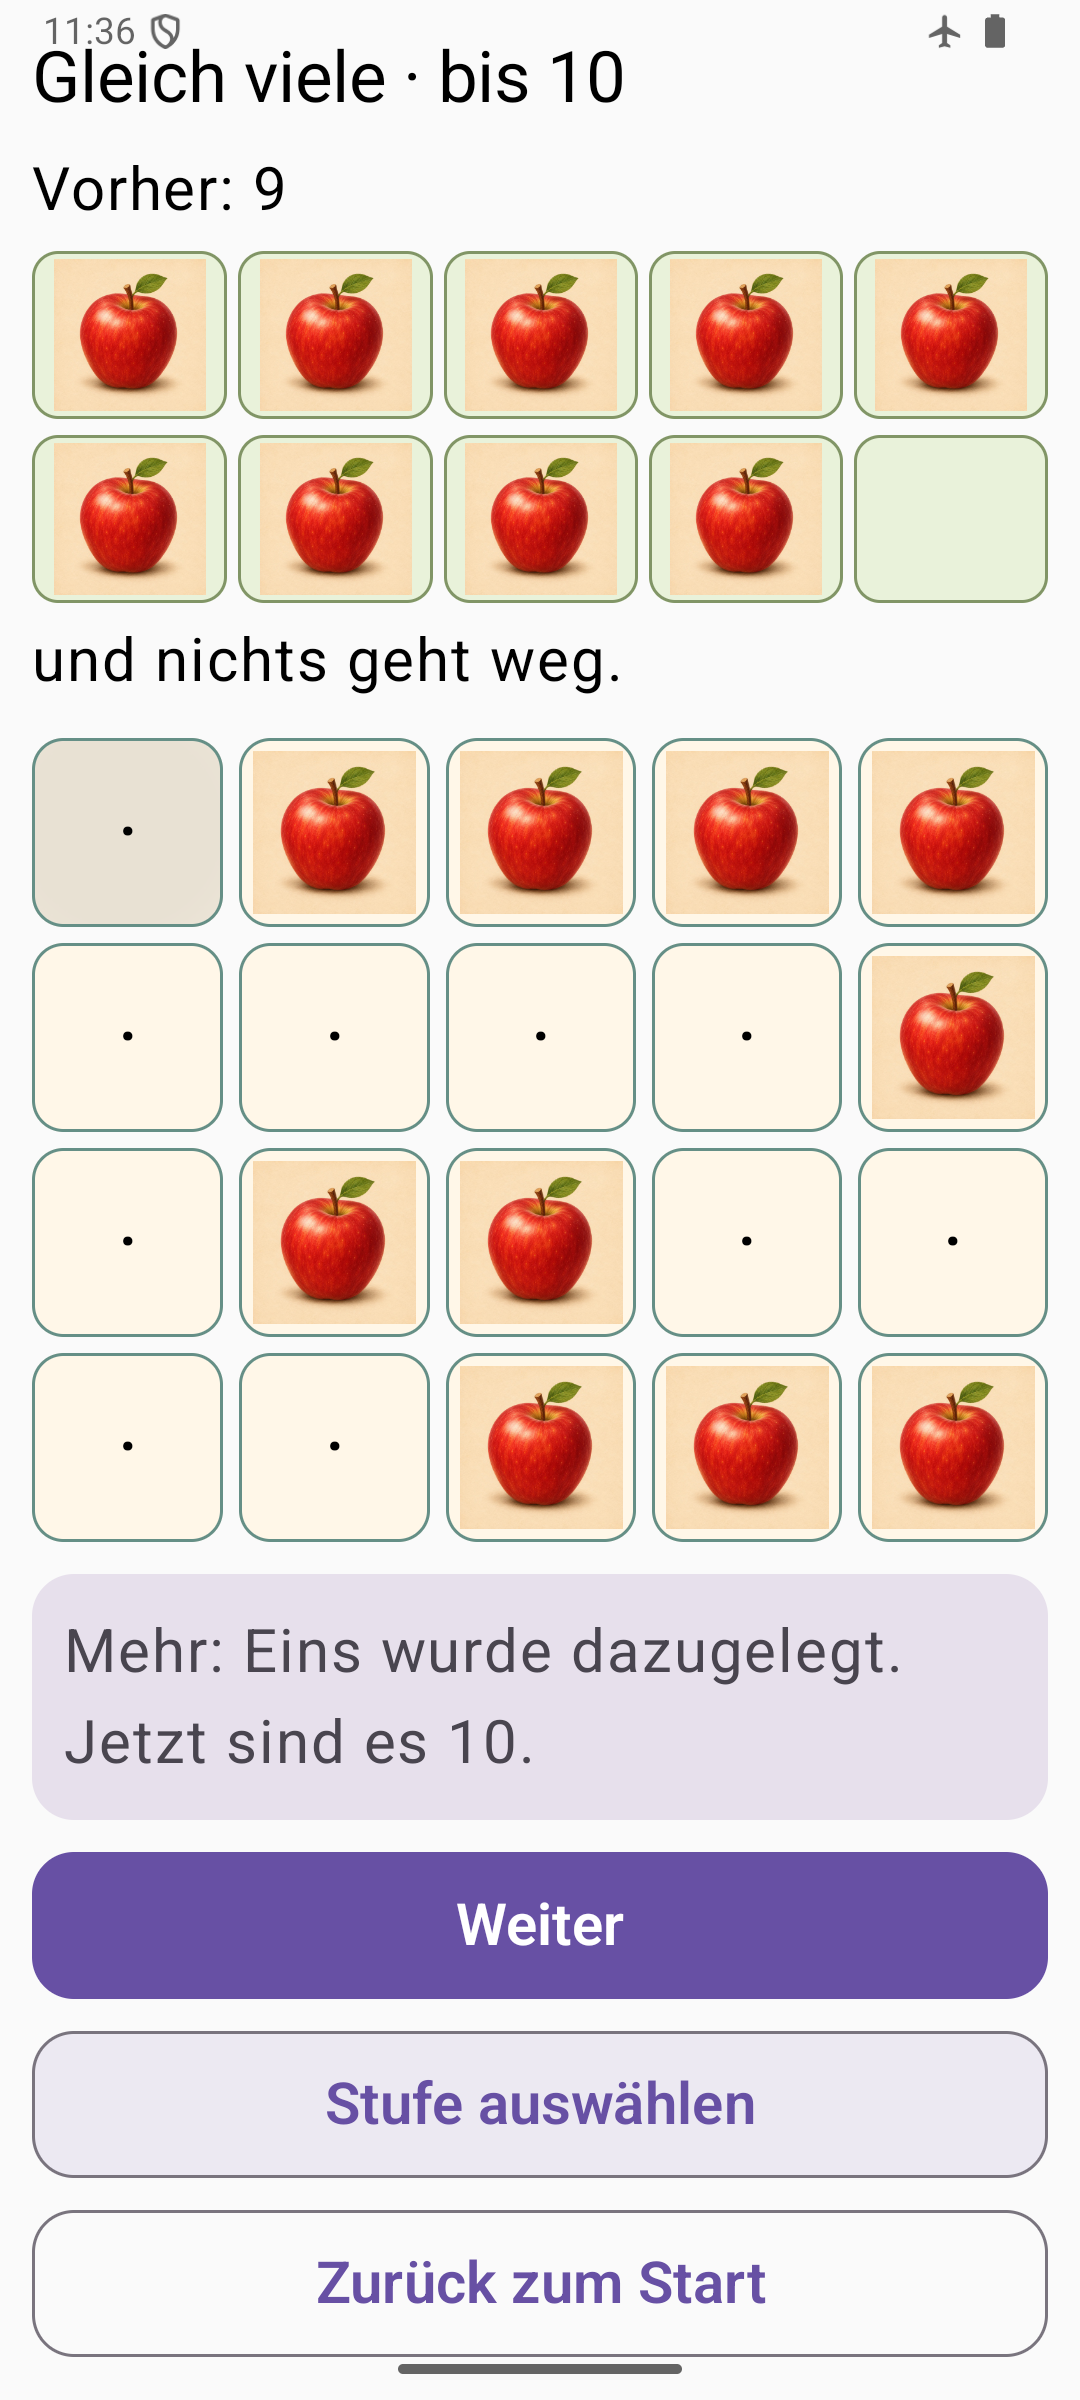 11:36
Gleich viele · bis 10
Vorher: 9
und nichts geht weg.
Mehr: Eins wurde dazugelegt.
Jetzt sind es 10.
Weiter
Stufe auswählen
Zurück zum Start